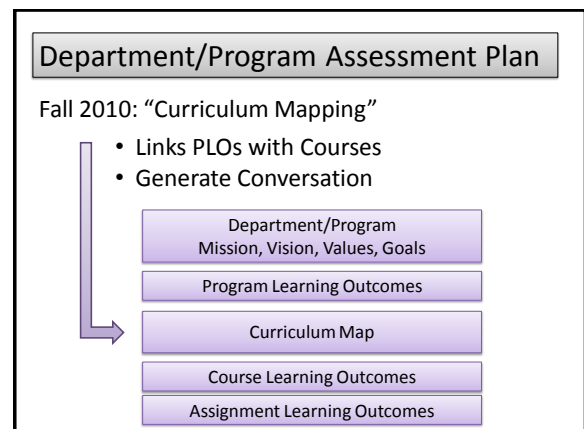 Department/Program Assessment Plan
Fall 2010: “Curriculum Mapping”
• Links PLOs with Courses
• Generate Conversation
Department/Program
Mission, Vision, Values, Goals
Program Learning Outcomes
Curriculum Map
Course Learning Outcomes
Assignment Learning Outcomes